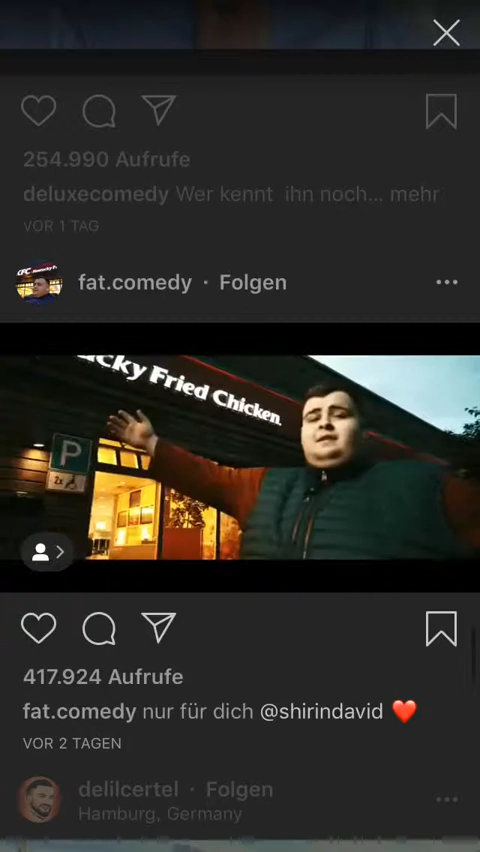 254.990 Aufrufe
deluxecomedy Wer kennt ihn noch... mehr
VOR 1 TAG
fat.comedy · Folgen
ucky Fried Chicken
P
2x
417.924 Aufrufe
fat.comedy nur für dich @shirindavid ❤️
VOR 2 TAGEN
delilcertel · Folgen
Hamburg, Germany